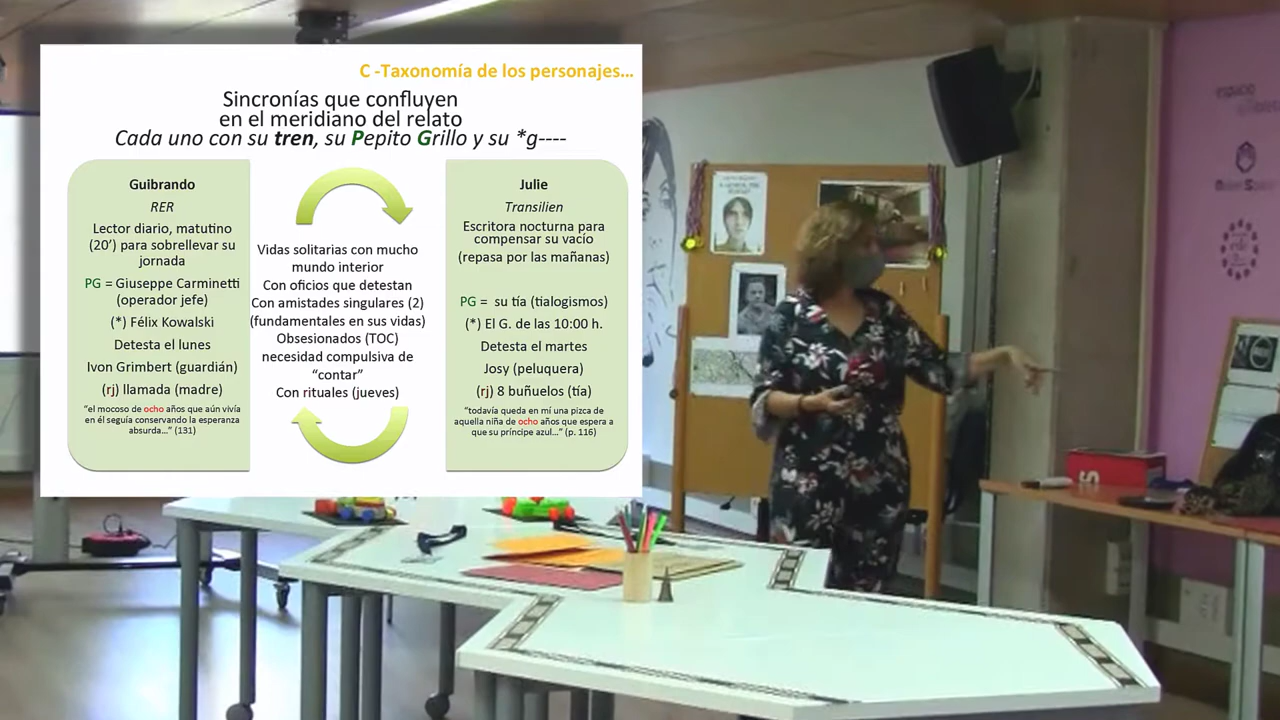 C -Taxonomía de los personajes…
Sincronías que confluyen
en el meridiano del relato
Cada uno con su tren, su Pepito Grillo y su *g----
Guibrando
RER
Lector diario, matutino
(20’) para sobrellevar su
jornada
PG = Giuseppe Carminetti
(operador jefe)
(*) Félix Kowalski
Detesta el lunes
Ivon Grimbert (guardián)
(rj) llamada (madre)
“el mocoso de ocho años que aún vivía
en él seguía conservando la esperanza
absurda…” (131)
Vidas solitarias con mucho
mundo interior
Con oficios que detestan
Con amistades singulares (2)
(fundamentales en sus vidas)
Obsesionados (TOC)
necesidad compulsiva de
“contar”
Con rituales (jueves)
Julie
Transilien
Escritora nocturna para
compensar su vacío
(repasa por las mañanas)
PG = su tía (tialogismos)
(*) El G. de las 10:00 h.
Detesta el martes
Josy (peluquera)
(rj) 8 buñuelos (tía)
“todavía queda en mí una pizca de
aquella niña de ocho años que espera a
que su príncipe azul…” (p. 116)